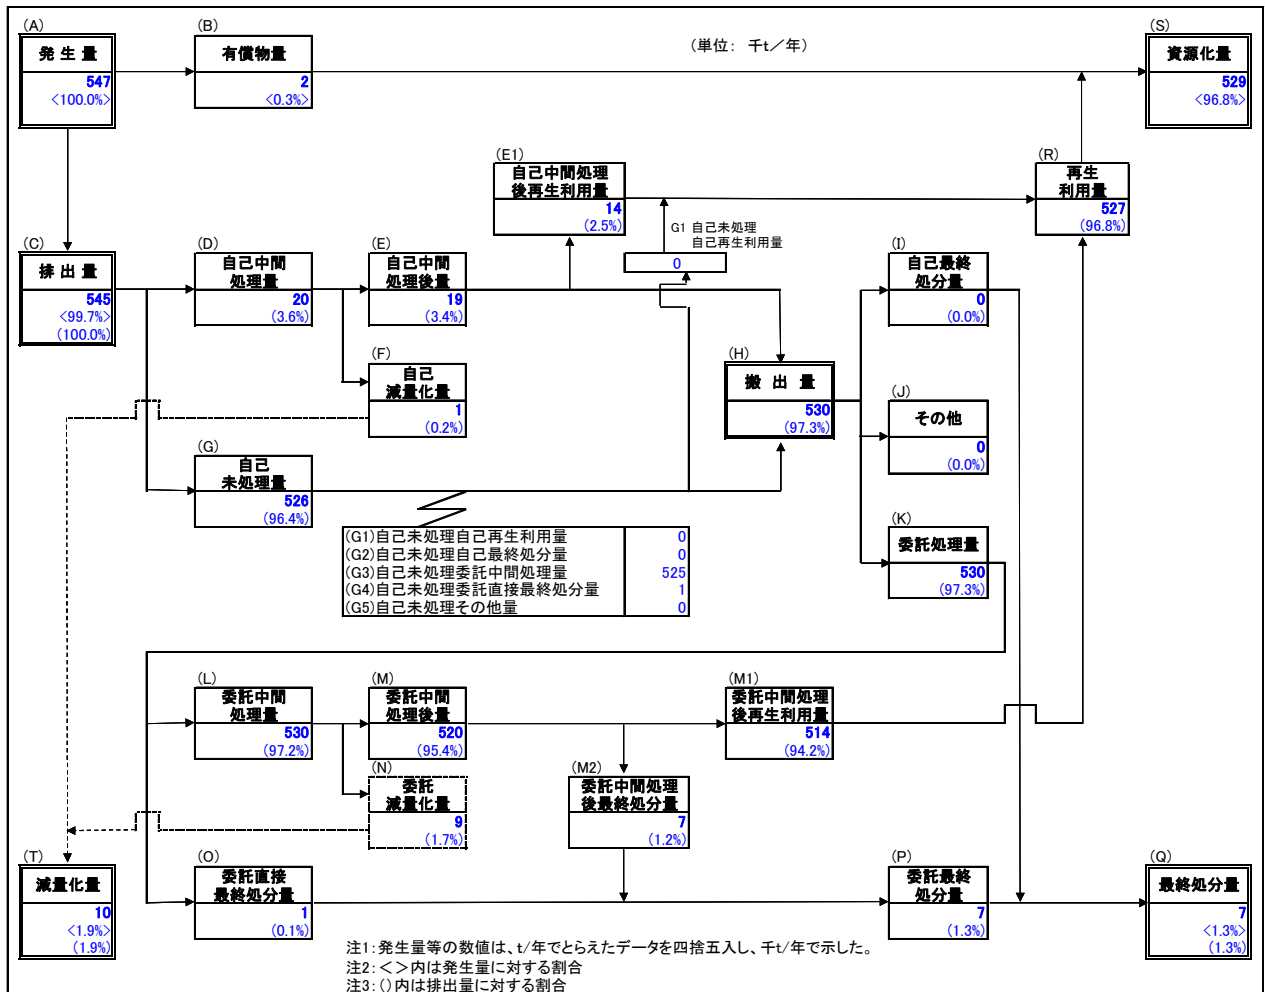 (A)
発 生 量
547
<100.0%>
(B)
有償物量
2
<0.3%>
(単位： 千t／年)
(S)
資源化量
529
<96.8%>
(E1)
自己中間処理
後再生利用量
14
(2.5%)
(R)
再生
利用量
527
(96.8%)
G1 自己未処理
自己再生利用量
0
(C)
排 出 量
545
<99.7%>
(100.0%)
(D)
自己中間
処理量
20
(3.6%)
(E)
自己中間
処理後量
19
(3.4%)
(I)
自己最終
処分量
0
(0.0%)
(F)
自己
減量化量
1
(0.2%)
(H)
搬 出 量
530
(97.3%)
(J)
その他
0
(0.0%)
(G)
自己
未処理量
526
(96.4%)
(G1)自己未処理自己再生利用量 0
(G2)自己未処理自己最終処分量 0
(G3)自己未処理委託中間処理量 525
(G4)自己未処理委託直接最終処分量 1
(G5)自己未処理その他量 0
(K)
委託処理量
530
(97.3%)
(L)
委託中間
処理量
530
(97.2%)
(M)
委託中間
処理後量
520
(95.4%)
(M1)
委託中間処理
後再生利用量
514
(94.2%)
(N)
委託
減量化量
9
(1.7%)
(M2)
委託中間処理
後最終処分量
7
(1.2%)
(T)
減量化量
10
<1.9%>
(1.9%)
(O)
委託直接
最終処分量
1
(0.1%)
(P)
委託最終
処分量
7
(1.3%)
(Q)
最終処分量
7
<1.3%>
(1.3%)
注1：発生量等の数値は、t/年でとらえたデータを四捨五入し、千t/年で示した。
注2：＜＞内は発生量に対する割合
注3：()内は排出量に対する割合